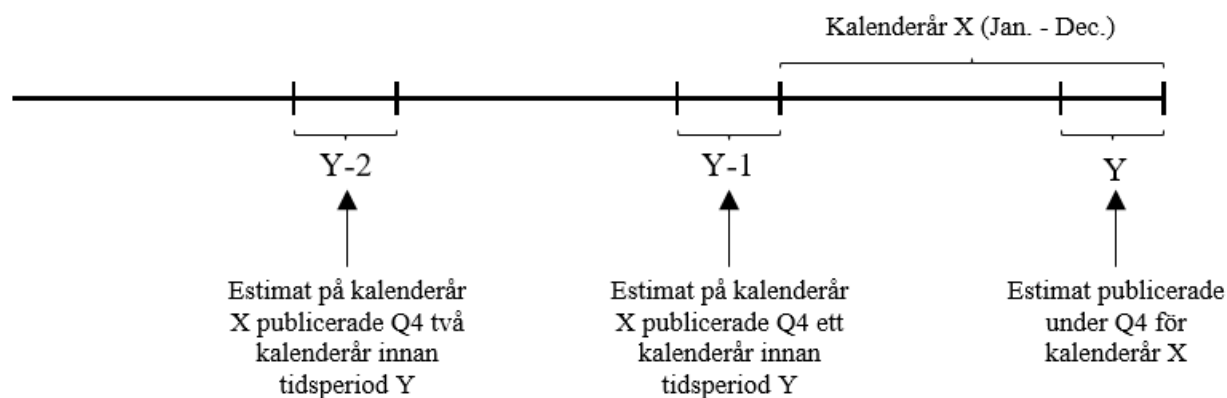 Kalenderår X (Jan. - Dec.)
Y-2
Y-1
Y
Estimat på kalenderår
X publicerade Q4 två
kalenderår innan
tidsperiod Y
Estimat på kalenderår
X publicerade Q4 ett
kalenderår innan
tidsperiod Y
Estimat publicerade
under Q4 för
kalenderår X